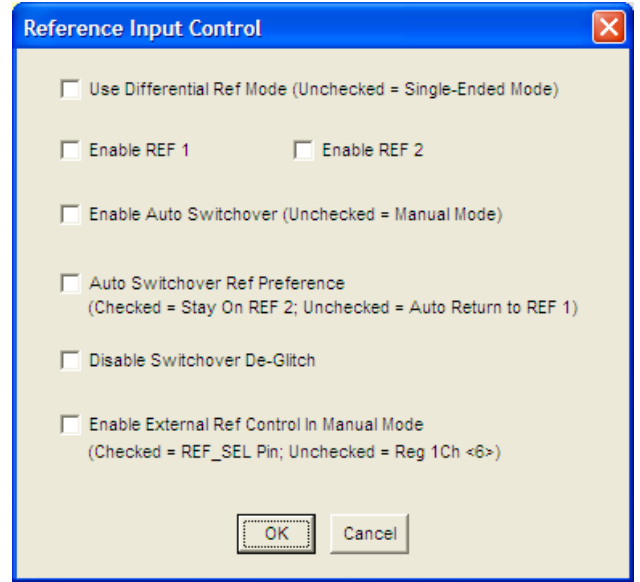 Reference Input Control
Use Differential Ref Mode (Unchecked = Single-Ended Mode)
Enable REF 1
Enable REF 2
Enable Auto Switchover (Unchecked = Manual Mode)
Auto Switchover Ref Preference
(Checked = Stay On REF 2; Unchecked = Auto Return to REF 1)
Disable Switchover De-Glitch
Enable External Ref Control In Manual Mode
(Checked = REF_SEL Pin; Unchecked = Reg 1Ch <6>)
OK
Cancel